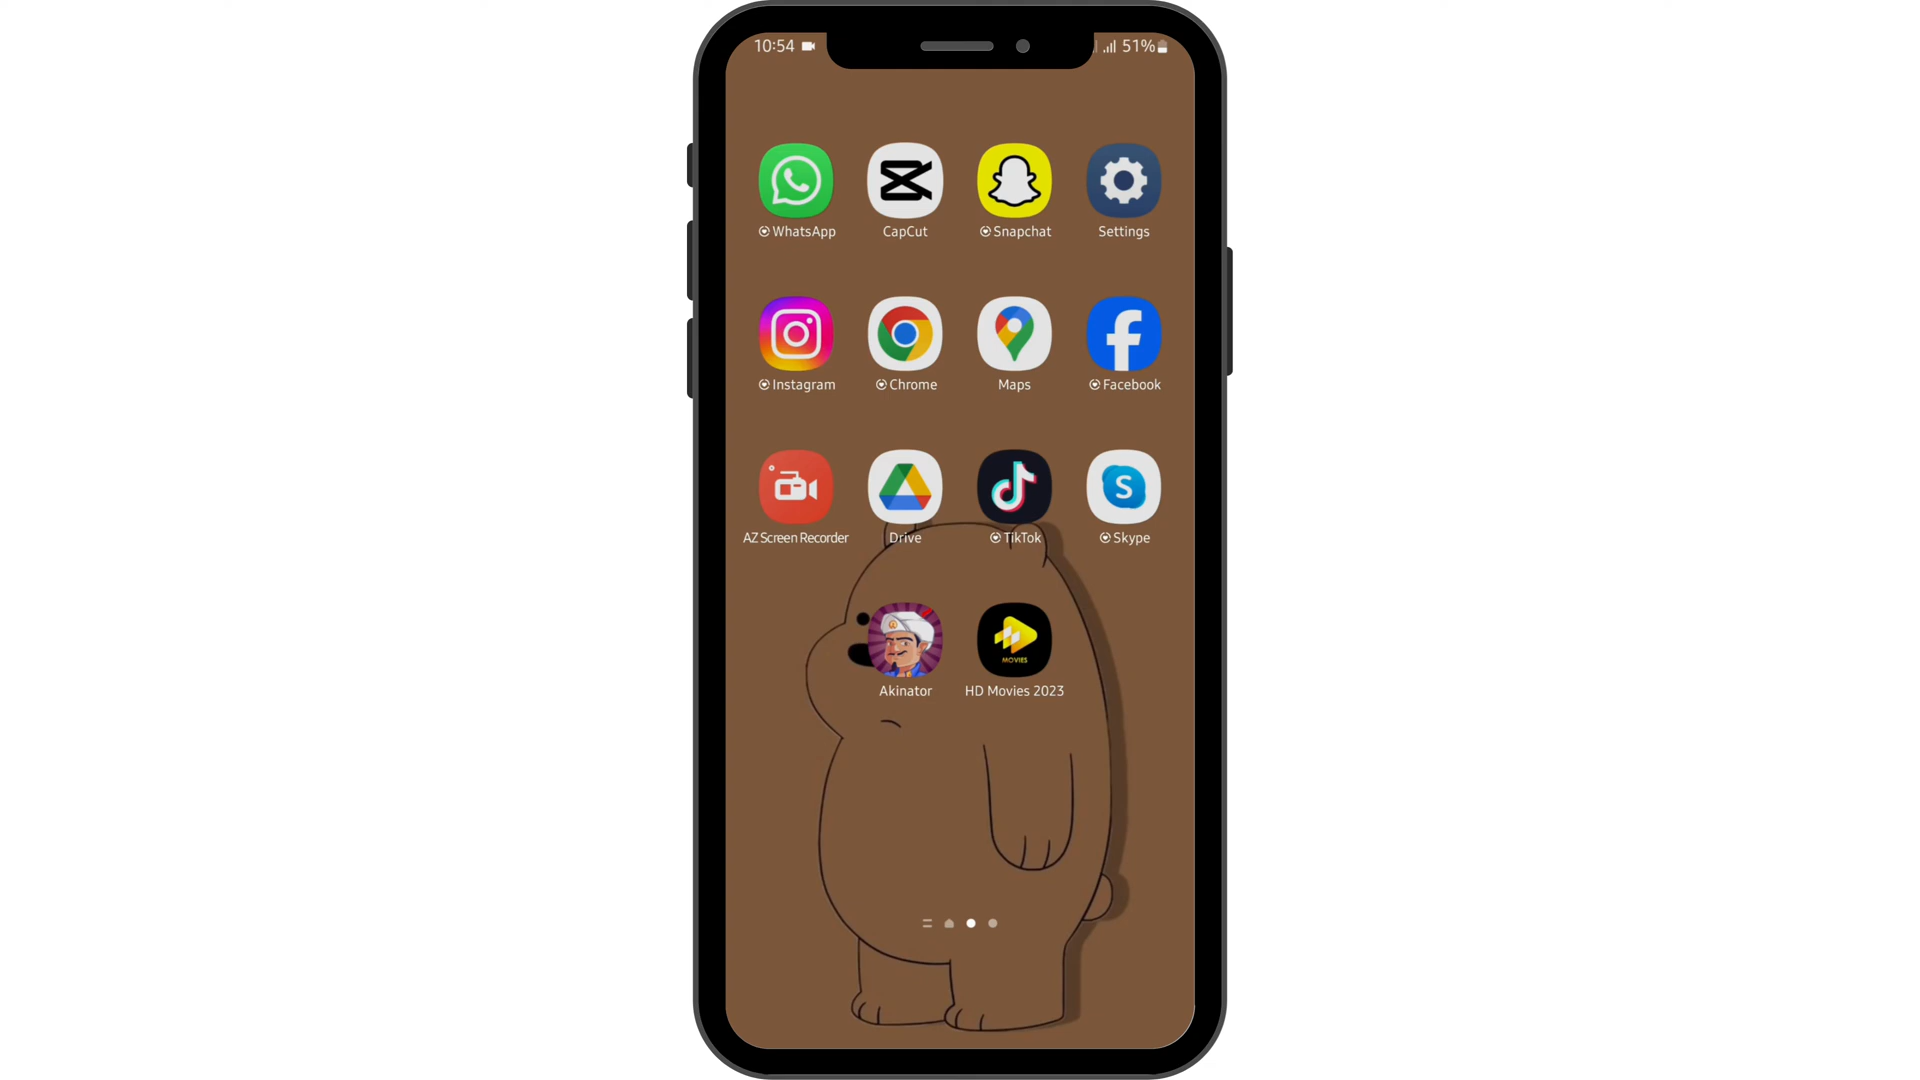 10:54 51%
WhatsApp CapCut Snapchat Settings
Instagram Chrome Maps Facebook
S
AZ Screen Recorder Drive TikTok Skype
MOVIES
Akinator HD Movies 2023